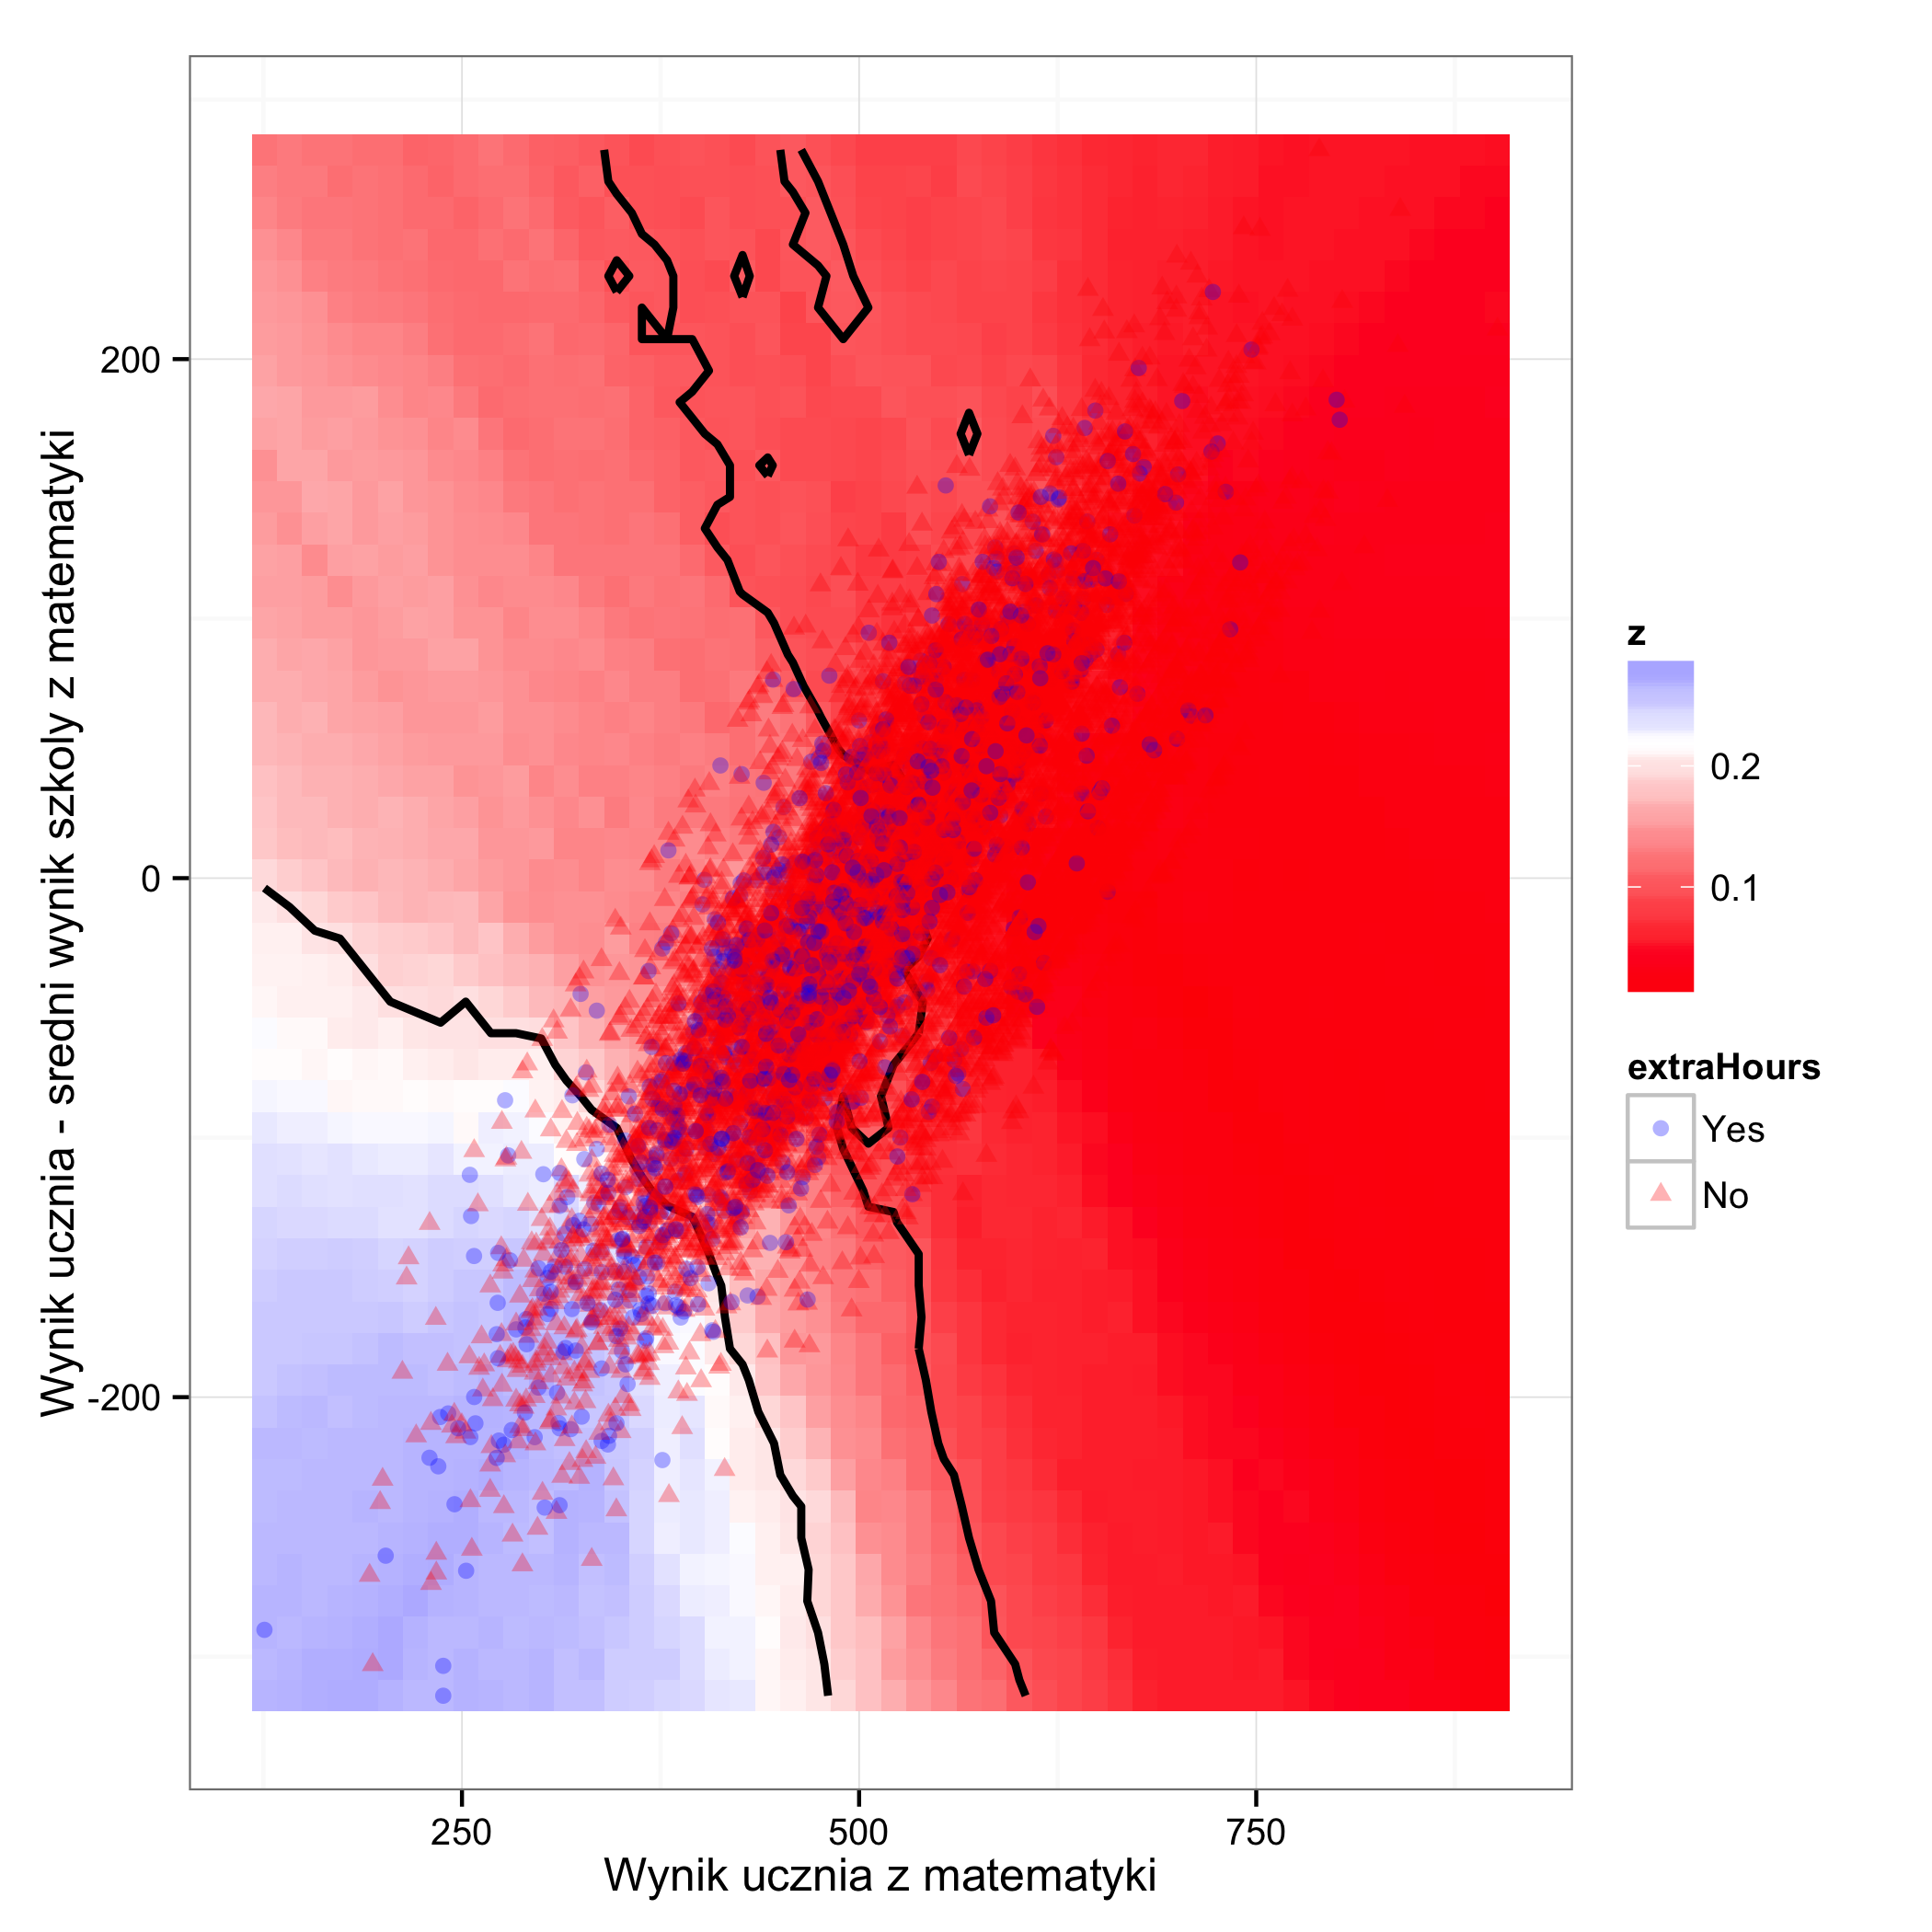 Wynik ucznia - sredni wynik szkoly z matematyki
200
0
-200
250
500
750
Wynik ucznia z matematyki
z
0.2
0.1
extraHours
Yes
No